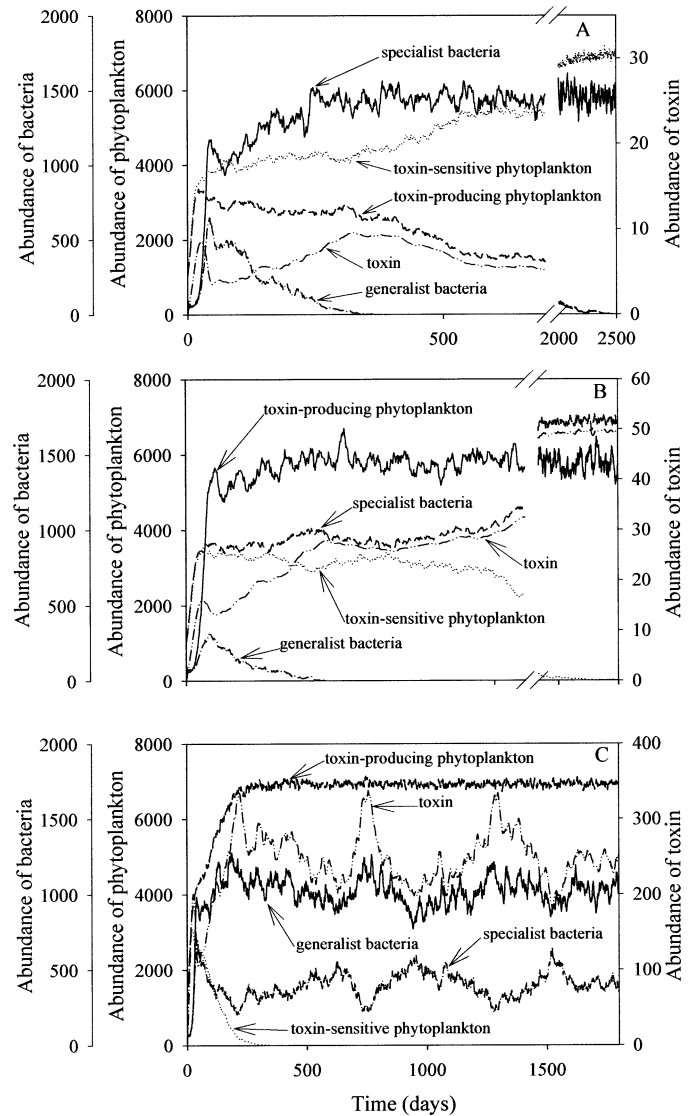 A
Abundance of bacteria
Abundance of phytoplankton
Abundance of toxin
2000
1500
1000
500
0
8000
6000
4000
2000
0
30
20
10
0
specialist bacteria
toxin-sensitive phytoplankton
toxin-producing phytoplankton
toxin
generalist bacteria
0
500
2000
2500
B
Abundance of bacteria
Abundance of phytoplankton
Abundance of toxin
2000
1500
1000
500
0
8000
6000
4000
2000
0
60
50
40
30
20
10
0
toxin-producing phytoplankton
specialist bacteria
toxin
toxin-sensitive phytoplankton
generalist bacteria
C
Abundance of bacteria
Abundance of phytoplankton
Abundance of toxin
2000
1500
1000
500
0
8000
6000
4000
2000
0
400
300
200
100
0
toxin-producing phytoplankton
toxin
generalist bacteria
specialist bacteria
toxin-sensitive phytoplankton
0
500
1000
1500
Time (days)